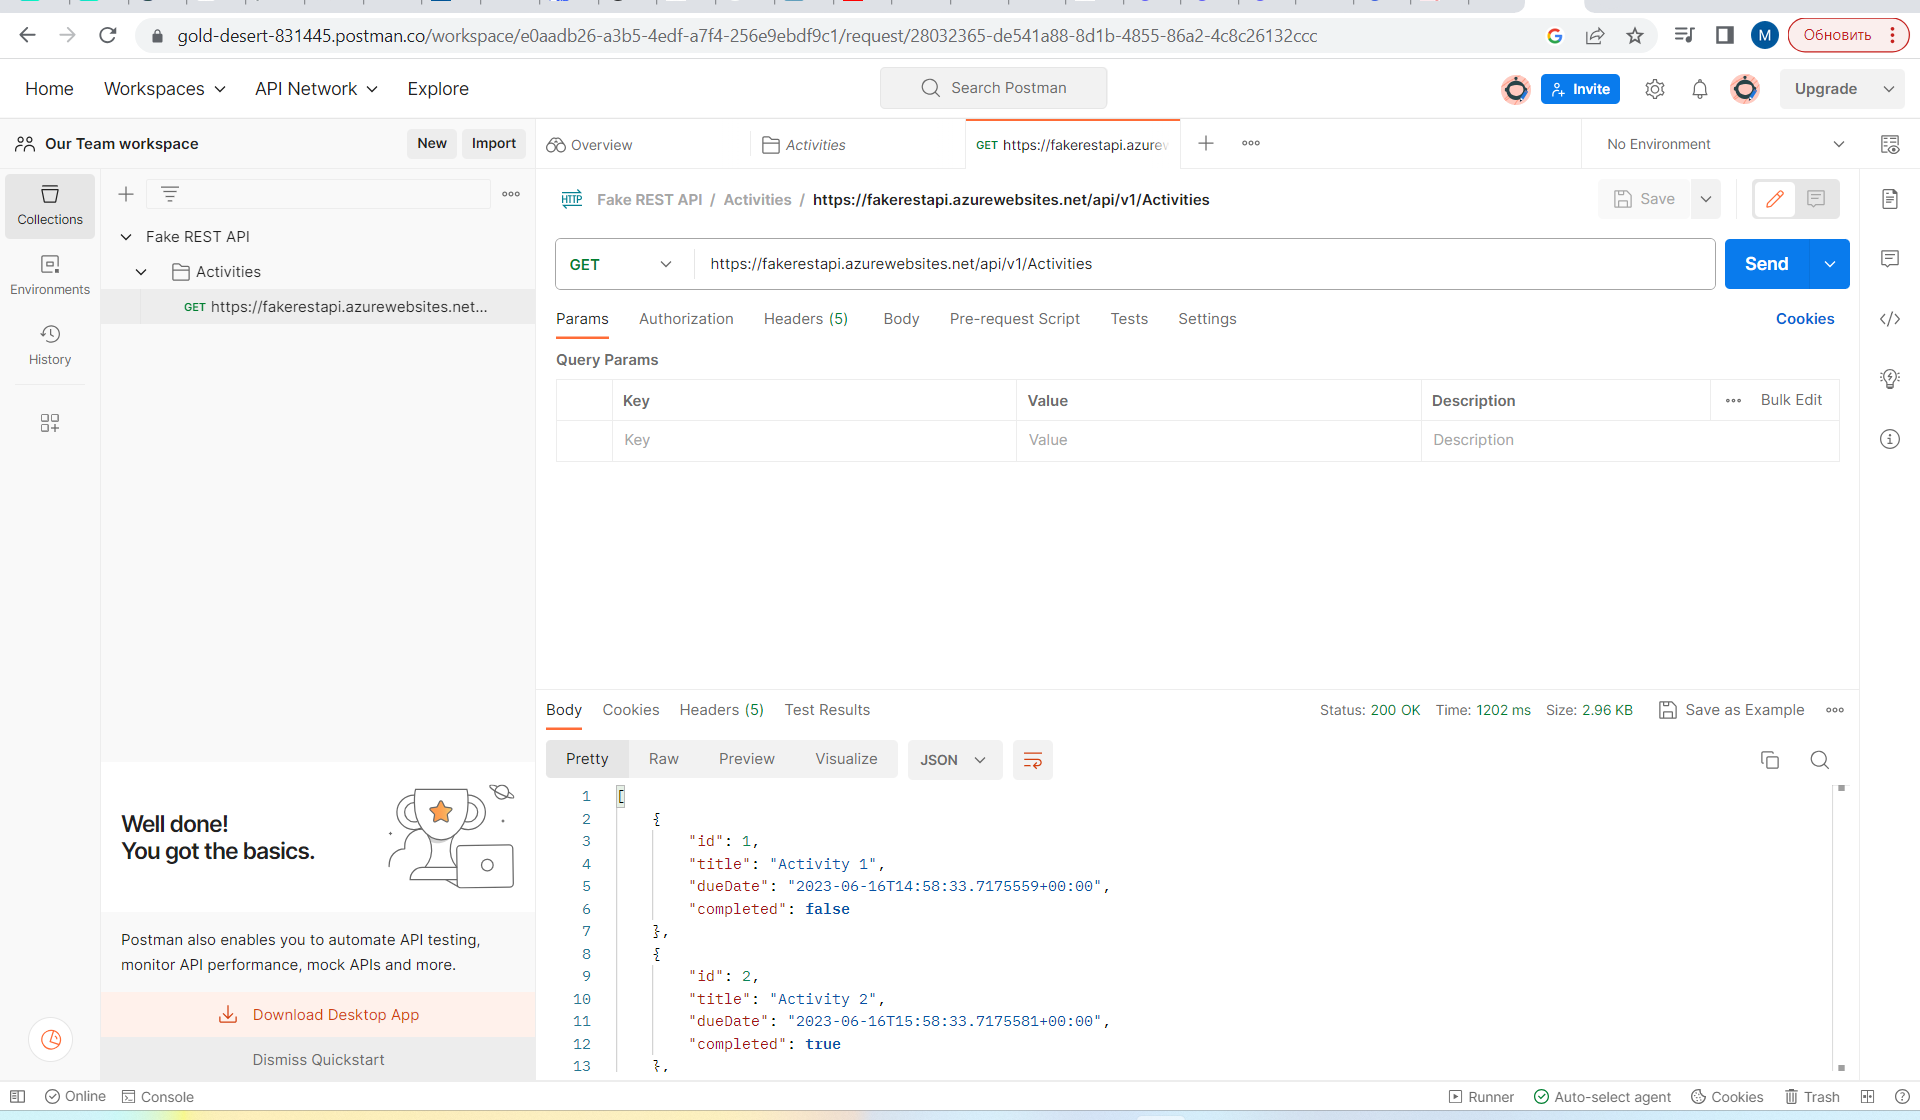 gold-desert-831445.postman.co/workspace/e0aadb26-a3b5-4edf-a7f4-256e9ebdf9c1/request/28032365-de541a88-8d1b-4855-86a2-4c8c26132ccc
M
Обновить
Home
Workspaces
API Network
Explore
Search Postman
Invite
Upgrade
Our Team workspace
New
Import
Overview
Activities
GET https://fakerestapi.azurew
No Environment
Collections
Environments
History
Fake REST API
Activities
GET https://fakerestapi.azurewebsites.net...
HTTP
Fake REST API / Activities / https://fakerestapi.azurewebsites.net/api/v1/Activities
Save
GET
https://fakerestapi.azurewebsites.net/api/v1/Activities
Send
Params
Authorization
Headers (5)
Body
Pre-request Script
Tests
Settings
Cookies
Query Params
Key
Value
Description
Bulk Edit
Key
Value
Description
Body
Cookies
Headers (5)
Test Results
Status: 200 OK
Time: 1202 ms
Size: 2.96 KB
Save as Example
Pretty
Raw
Preview
Visualize
JSON
1 [
2 {
3 "id": 1,
4 "title": "Activity 1",
5 "dueDate": "2023-06-16T14:58:33.7175559+00:00",
6 "completed": false
7 },
8 {
9 "id": 2,
10 "title": "Activity 2",
11 "dueDate": "2023-06-16T15:58:33.7175581+00:00",
12 "completed": true
13 },
Well done!
You got the basics.
Postman also enables you to automate API testing,
monitor API performance, mock APIs and more.
Download Desktop App
Dismiss Quickstart
Online
Console
Runner
Auto-select agent
Cookies
Trash